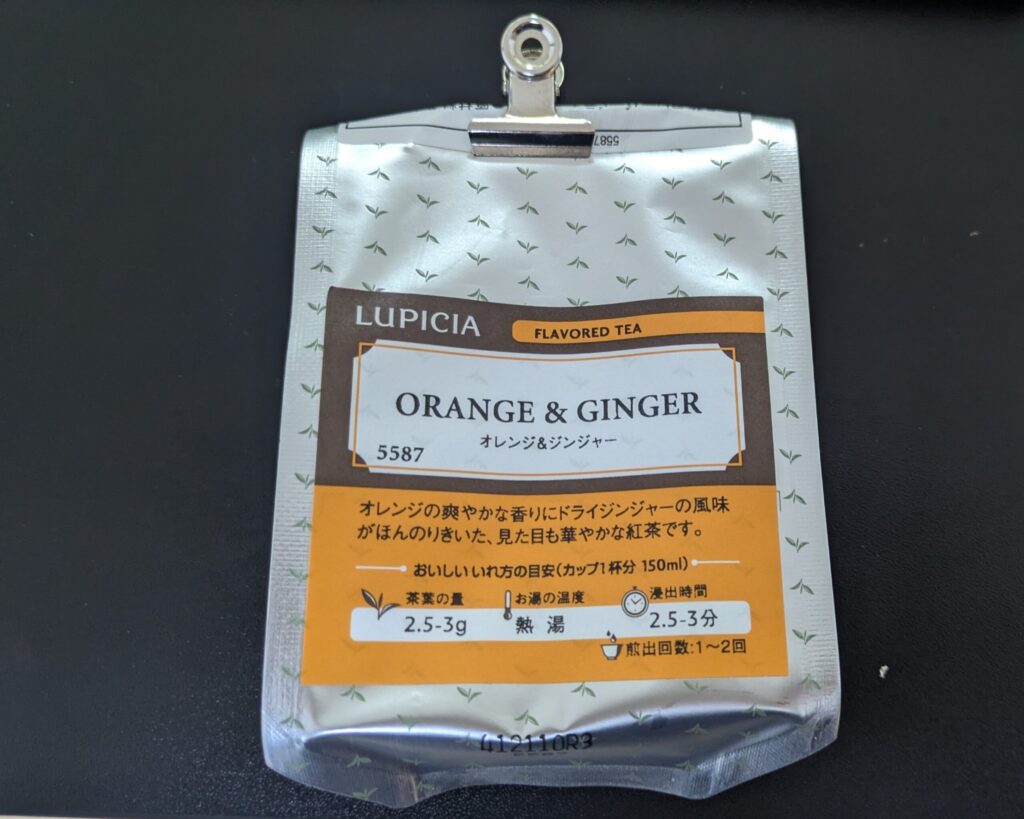 5587
LUPICIA
FLAVORED TEA
ORANGE & GINGER
オレンジ&ジンジャー
5587
オレンジの爽やかな香りにドライジンジャーの風味
がほんのりきいた、見た目も華やかな紅茶です。
おいしいいれ方の目安(カップ1杯分 150ml)
茶葉の量 お湯の温度 浸出時間
2.5-3g 熱湯 2.5-3分
煎出回数:1〜2回
412110R3